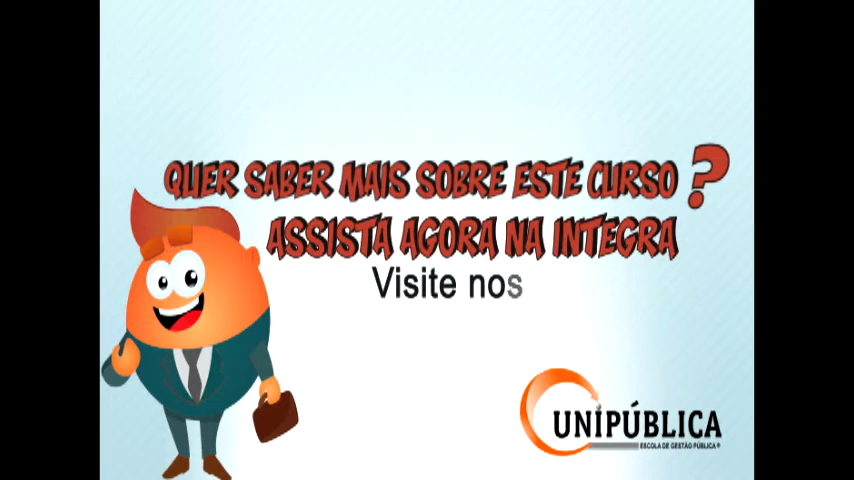 QUER SABER MAIS SOBRE ESTE CURSO ?
ASSISTA AGORA NA INTEGRA
Visite nos
UNIPÚBLICA
ESCOLA DE GESTÃO PÚBLICA®